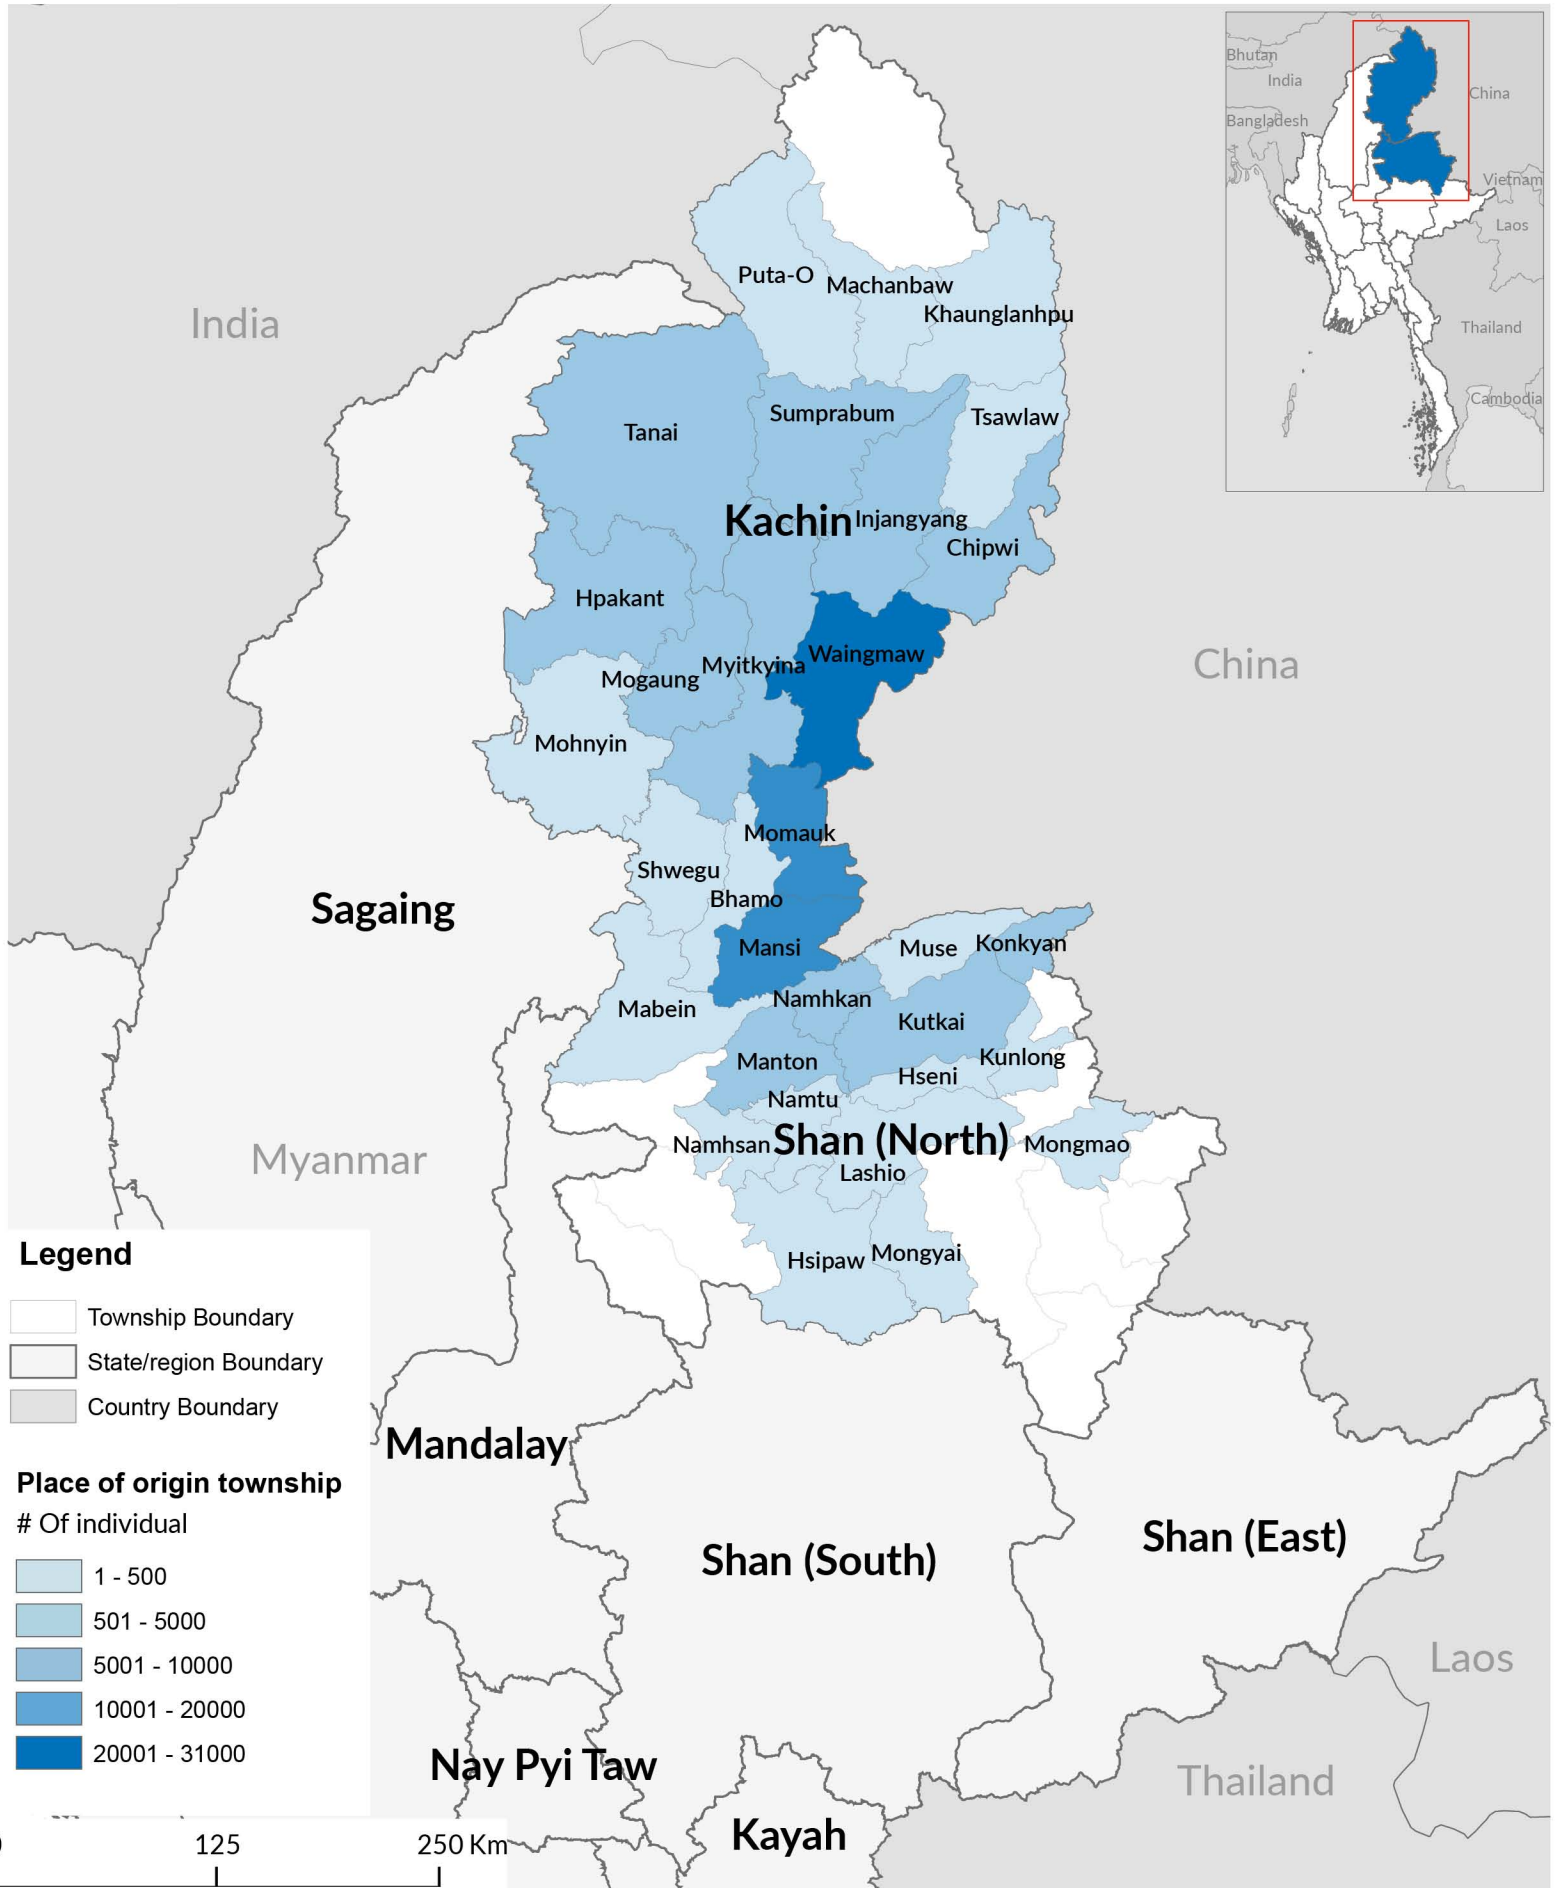 Bhutan
India
China
Bangladesh
Vietnam
Laos
Thailand
Cambodia
India
Puta-O
Machanbaw
Khaunglanhpu
Sumprabum
Tsawlaw
Tanai
Kachin
Injangyang
Chipwi
Hpakant
Waingmaw
Myitkyina
Mogaung
China
Mohnyin
Momauk
Shwegu
Bhamo
Sagaing
Mansi
Muse
Konkyan
Namhkan
Mabein
Kutkai
Manton
Kunlong
Hseni
Namtu
Namhsan
Shan (North)
Mongmao
Lashio
Myanmar
Hsipaw
Mongyai
Legend
Township Boundary
State/region Boundary
Country Boundary
Mandalay
Place of origin township
# Of individual
1 - 500
501 - 5000
5001 - 10000
10001 - 20000
20001 - 31000
Shan (South)
Shan (East)
Laos
Nay Pyi Taw
Thailand
Kayah
125
250 Km